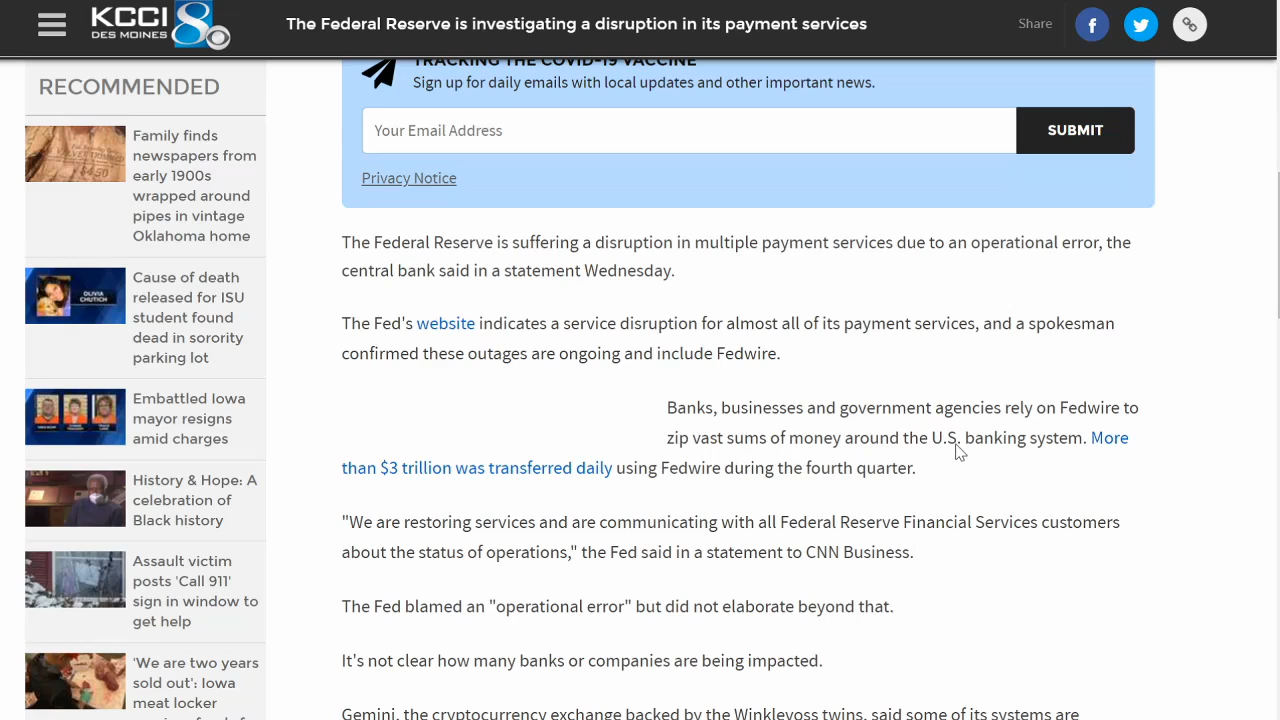 KCCI 8
DES MOINES
The Federal Reserve is investigating a disruption in its payment services
Share
RECOMMENDED
Family finds
newspapers from
early 1900s
wrapped around
pipes in vintage
Oklahoma home
Cause of death
released for ISU
student found
dead in sorority
parking lot
OLIVIA
CHUTICH
Embattled Iowa
mayor resigns
amid charges
History & Hope: A
celebration of
Black history
Assault victim
posts 'Call 911'
sign in window to
get help
'We are two years
sold out': Iowa
meat locker
TRACKING THE COVID-19 VACCINE
Sign up for daily emails with local updates and other important news.
Your Email Address
SUBMIT
Privacy Notice
The Federal Reserve is suffering a disruption in multiple payment services due to an operational error, the
central bank said in a statement Wednesday.
The Fed's website indicates a service disruption for almost all of its payment services, and a spokesman
confirmed these outages are ongoing and include Fedwire.
Banks, businesses and government agencies rely on Fedwire to
zip vast sums of money around the U.S. banking system. More
than $3 trillion was transferred daily using Fedwire during the fourth quarter.
"We are restoring services and are communicating with all Federal Reserve Financial Services customers
about the status of operations," the Fed said in a statement to CNN Business.
The Fed blamed an "operational error" but did not elaborate beyond that.
It's not clear how many banks or companies are being impacted.
Gemini, the cryptocurrency exchange backed by the Winklevoss twins, said some of its systems are